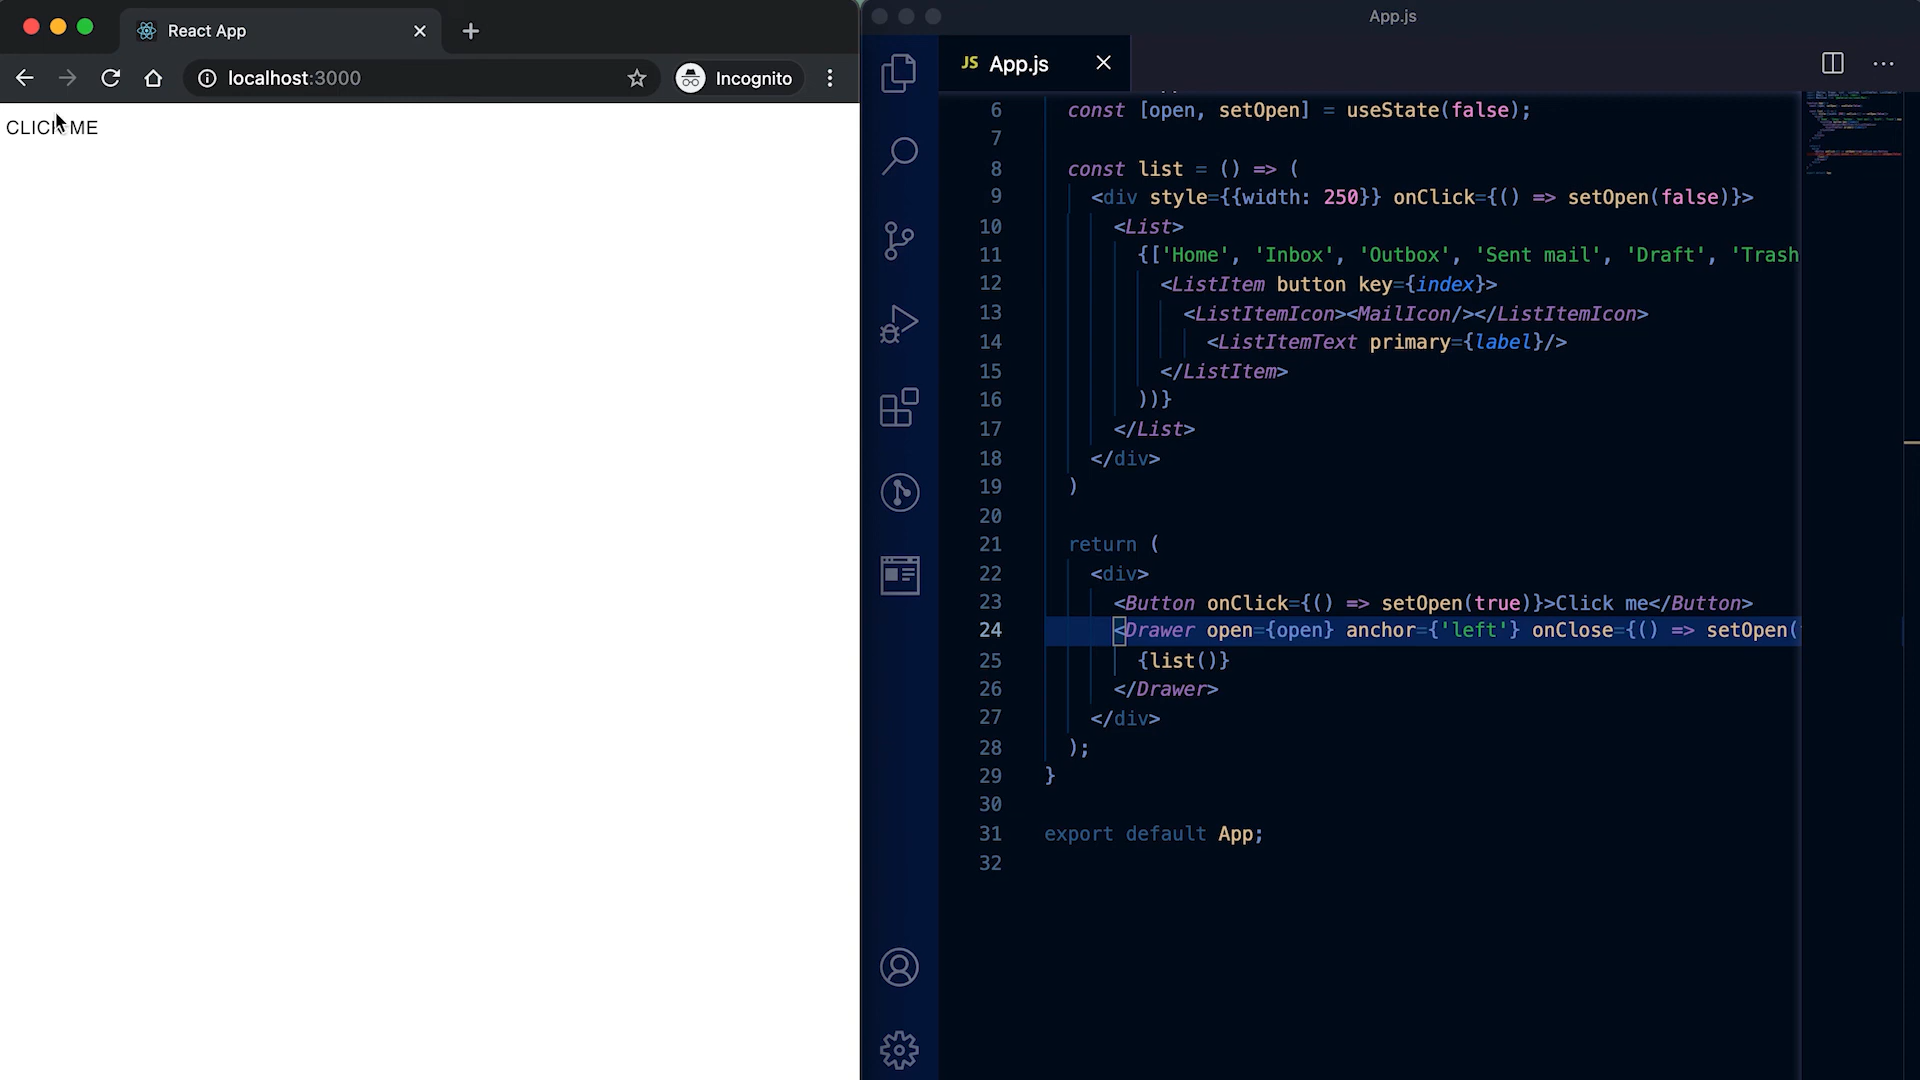 React App
localhost:3000
Incognito
CLICK ME
App.js
JS App.js
6 const [open, setOpen] = useState(false);
7
8 const list = () => (
9 <div style={{width: 250}} onClick={() => setOpen(false)}>
10 <List>
11 {['Home', 'Inbox', 'Outbox', 'Sent mail', 'Draft', 'Trash
12 <ListItem button key={index}>
13 <ListItemIcon><MailIcon/></ListItemIcon>
14 <ListItemText primary={label}/>
15 </ListItem>
16 ))}
17 </List>
18 </div>
19 )
20
21 return (
22 <div>
23 <Button onClick={() => setOpen(true)}>Click me</Button>
24 <Drawer open={open} anchor={'left'} onClose={() => setOpen(
25 {list()}
26 </Drawer>
27 </div>
28 );
29 }
30
31 export default App;
32